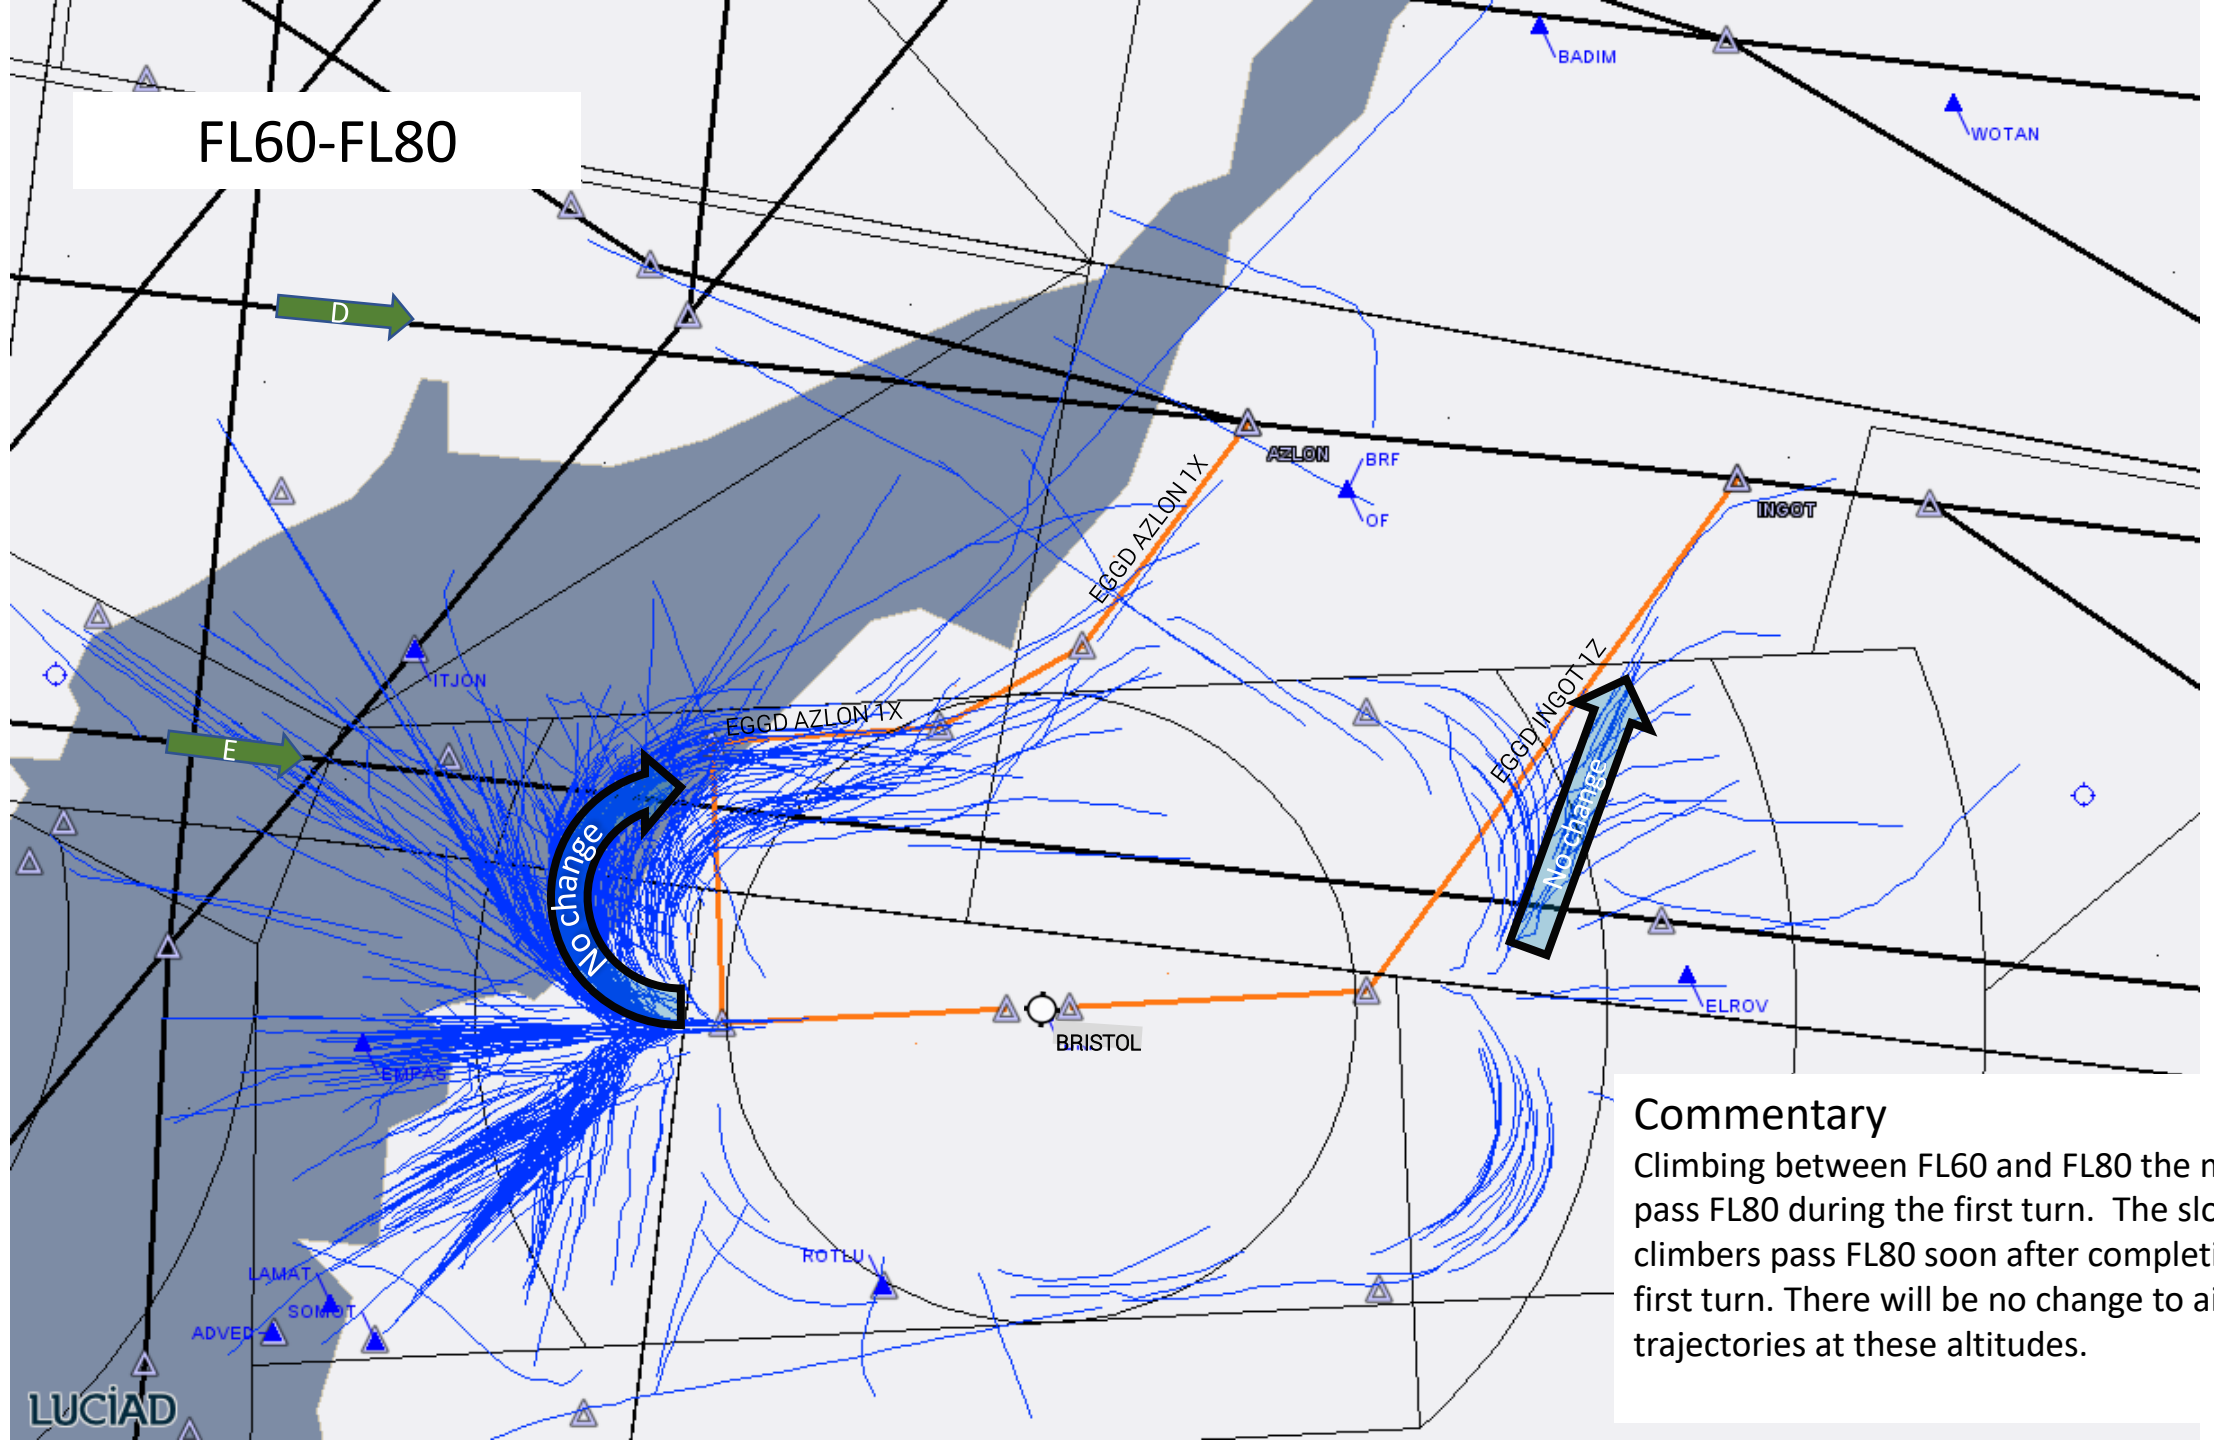 BADIM
WOTAN
FL60-FL80
D
AZLON
BRF
OF
INGOT
EGGD AZLON 1X
ITJON
EGGD AZLON 1X
EGGD INGOT 1Z
E
No change
No change
ELROV
BRISTOL
EMPAS
ROTLU
LAMAT
SOMOT
ADVED
Commentary
Climbing between FL60 and FL80 the
pass FL80 during the first turn. The
climbers pass FL80 soon after
first turn. There will be no change to
trajectories at these altitudes.
LUCiAD